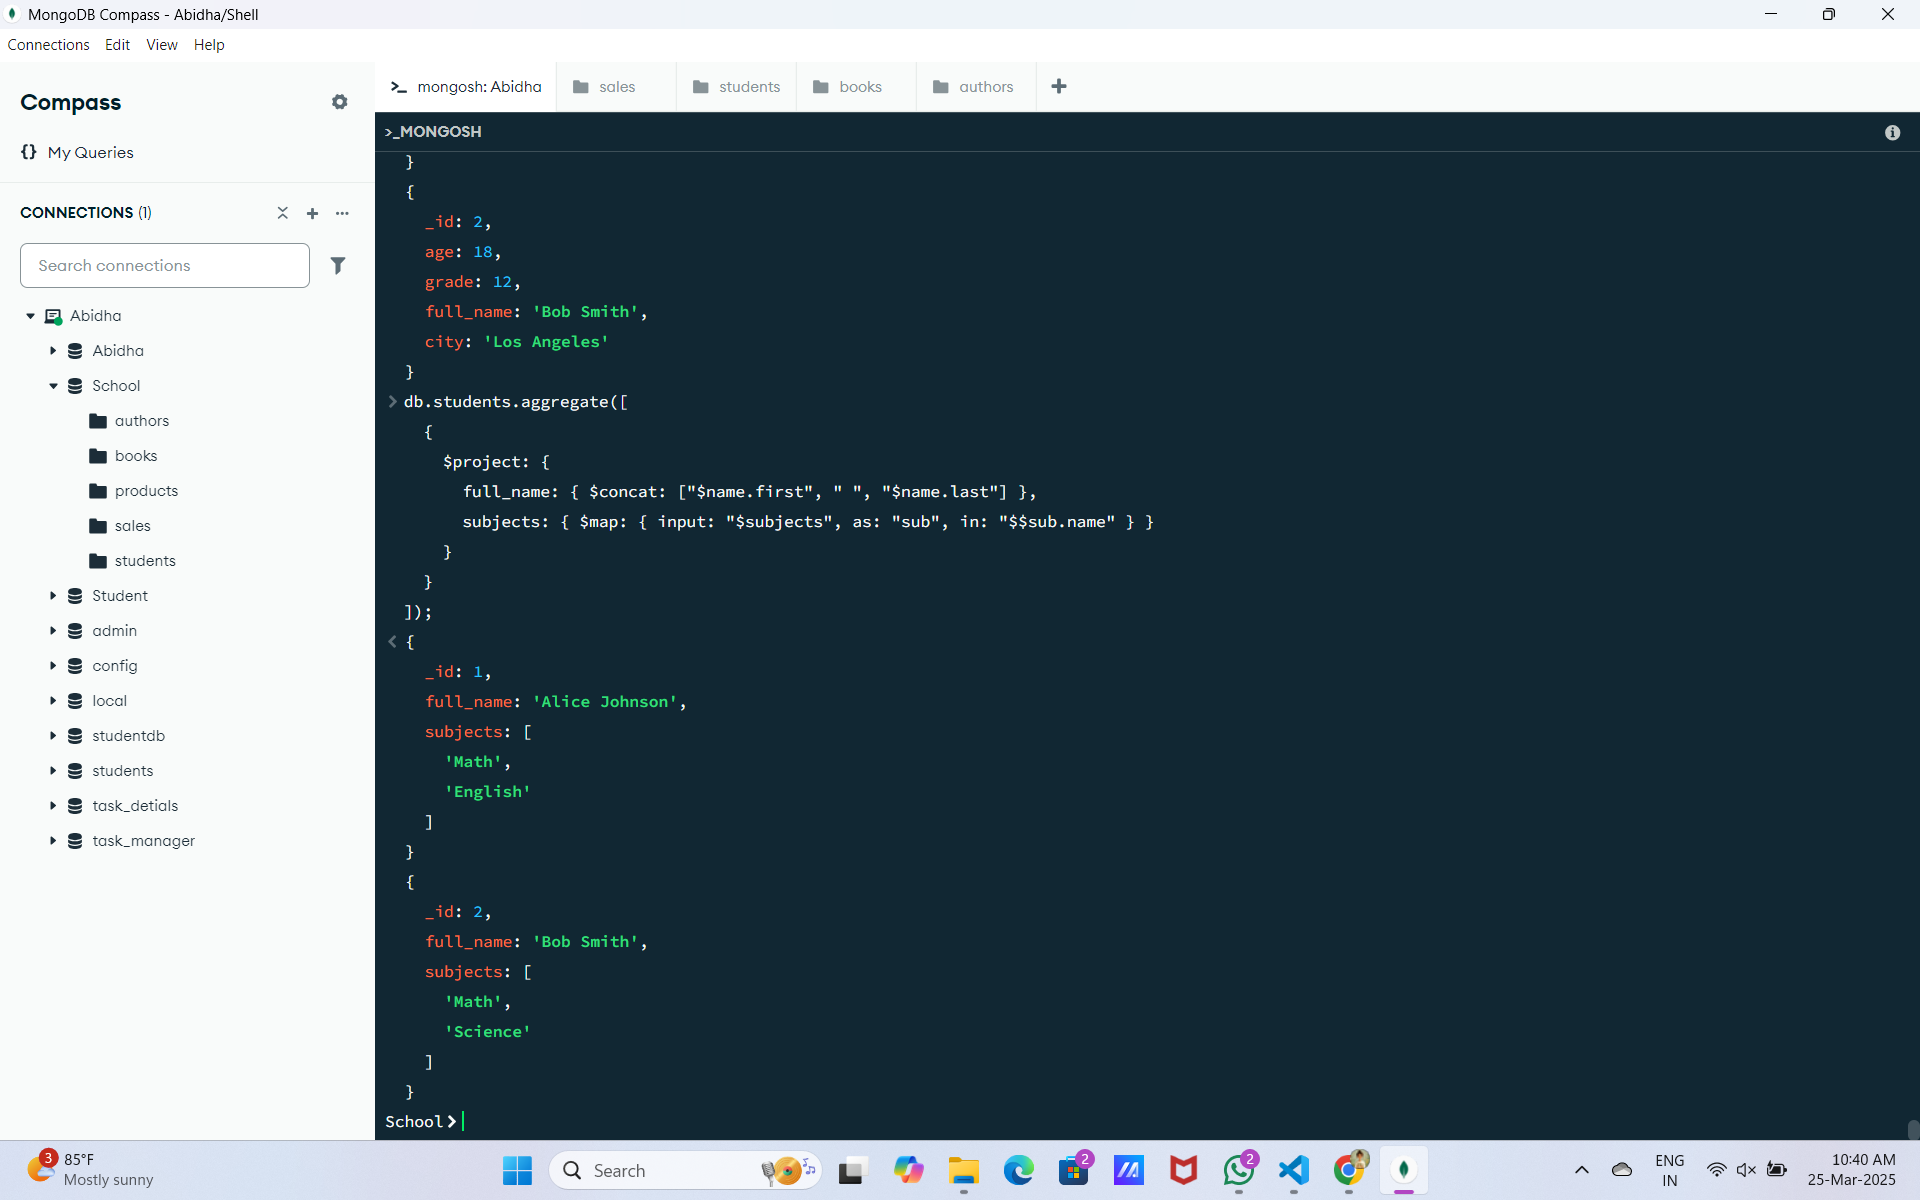 MongoDB Compass - Abidha/Shell
Connections Edit View Help
Compass
{} My Queries
CONNECTIONS (1)
Search connections
Abidha
Abidha
School
authors
books
products
sales
students
Student
admin
config
local
studentdb
students
task_detials
task_manager
>_ mongosh: Abidha sales students books authors +
>_MONGOSH
}
{
_id: 2,
age: 18,
grade: 12,
full_name: 'Bob Smith',
city: 'Los Angeles'
}
> db.students.aggregate([
{
$project: {
full_name: { $concat: ["$name.first", " ", "$name.last"] },
subjects: { $map: { input: "$subjects", as: "sub", in: "$$sub.name" } }
}
}
]);
< {
_id: 1,
full_name: 'Alice Johnson',
subjects: [
'Math',
'English'
]
}
{
_id: 2,
full_name: 'Bob Smith',
subjects: [
'Math',
'Science'
]
}
School>
3
85°F
Mostly sunny
Search
2
2
ENG
IN
10:40 AM
25-Mar-2025